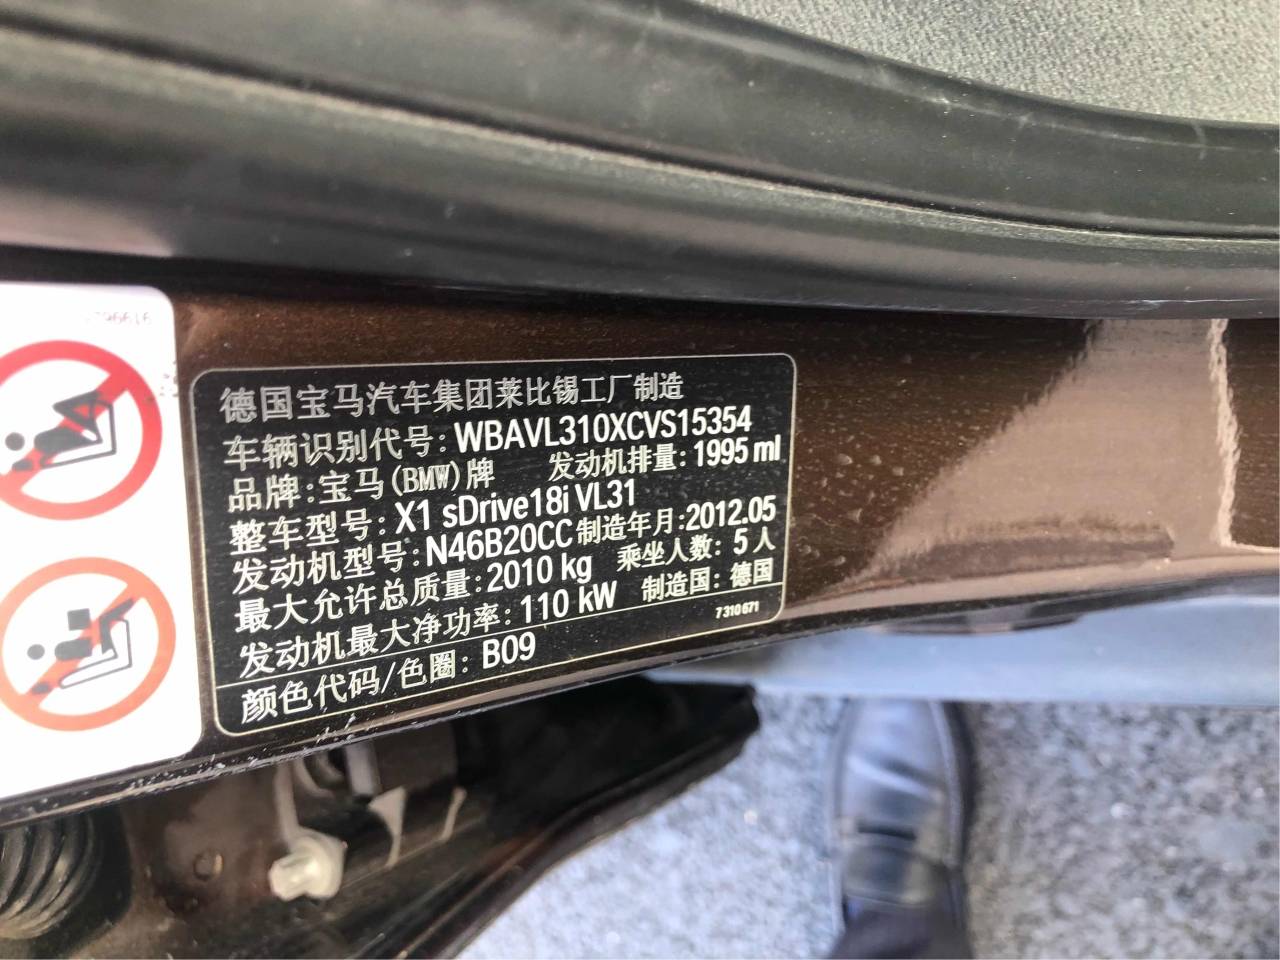 德国宝马汽车集团莱比锡工厂制造
车辆识别代号: WBAVL310XCVS15354
品牌: 宝马(BMW)牌 发动机排量: 1995 ml
整车型号: X1 sDrive18i VL31
发动机型号: N46B20CC 制造年月: 2012.05
最大允许总质量: 2010 kg 乘坐人数: 5 人
发动机最大净功率: 110 kW 制造国: 德国
7310671
颜色代码/色圈: B09